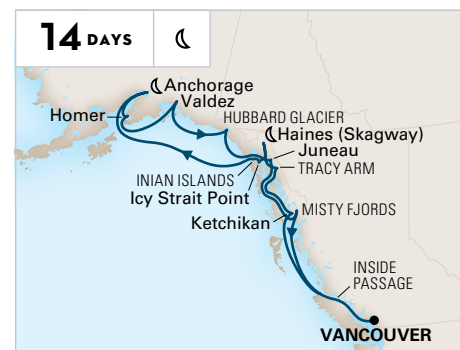 14 DAYS
Anchorage
Valdez
Homer
HUBBARD GLACIER
Haines (Skagway)
Juneau
TRACY ARM
INIAN ISLANDS
Icy Strait Point
MISTY FJORDS
Ketchikan
INSIDE
PASSAGE
VANCOUVER